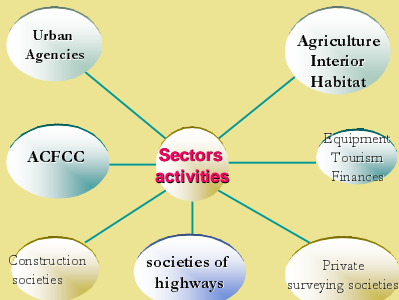 Urban
Agencies
Agriculture
Interior
Habitat
ACFCC
Sectors
activities
Equipment
Tourism
Finances
Construction
societies
societies of
highways
Private
surveying societies